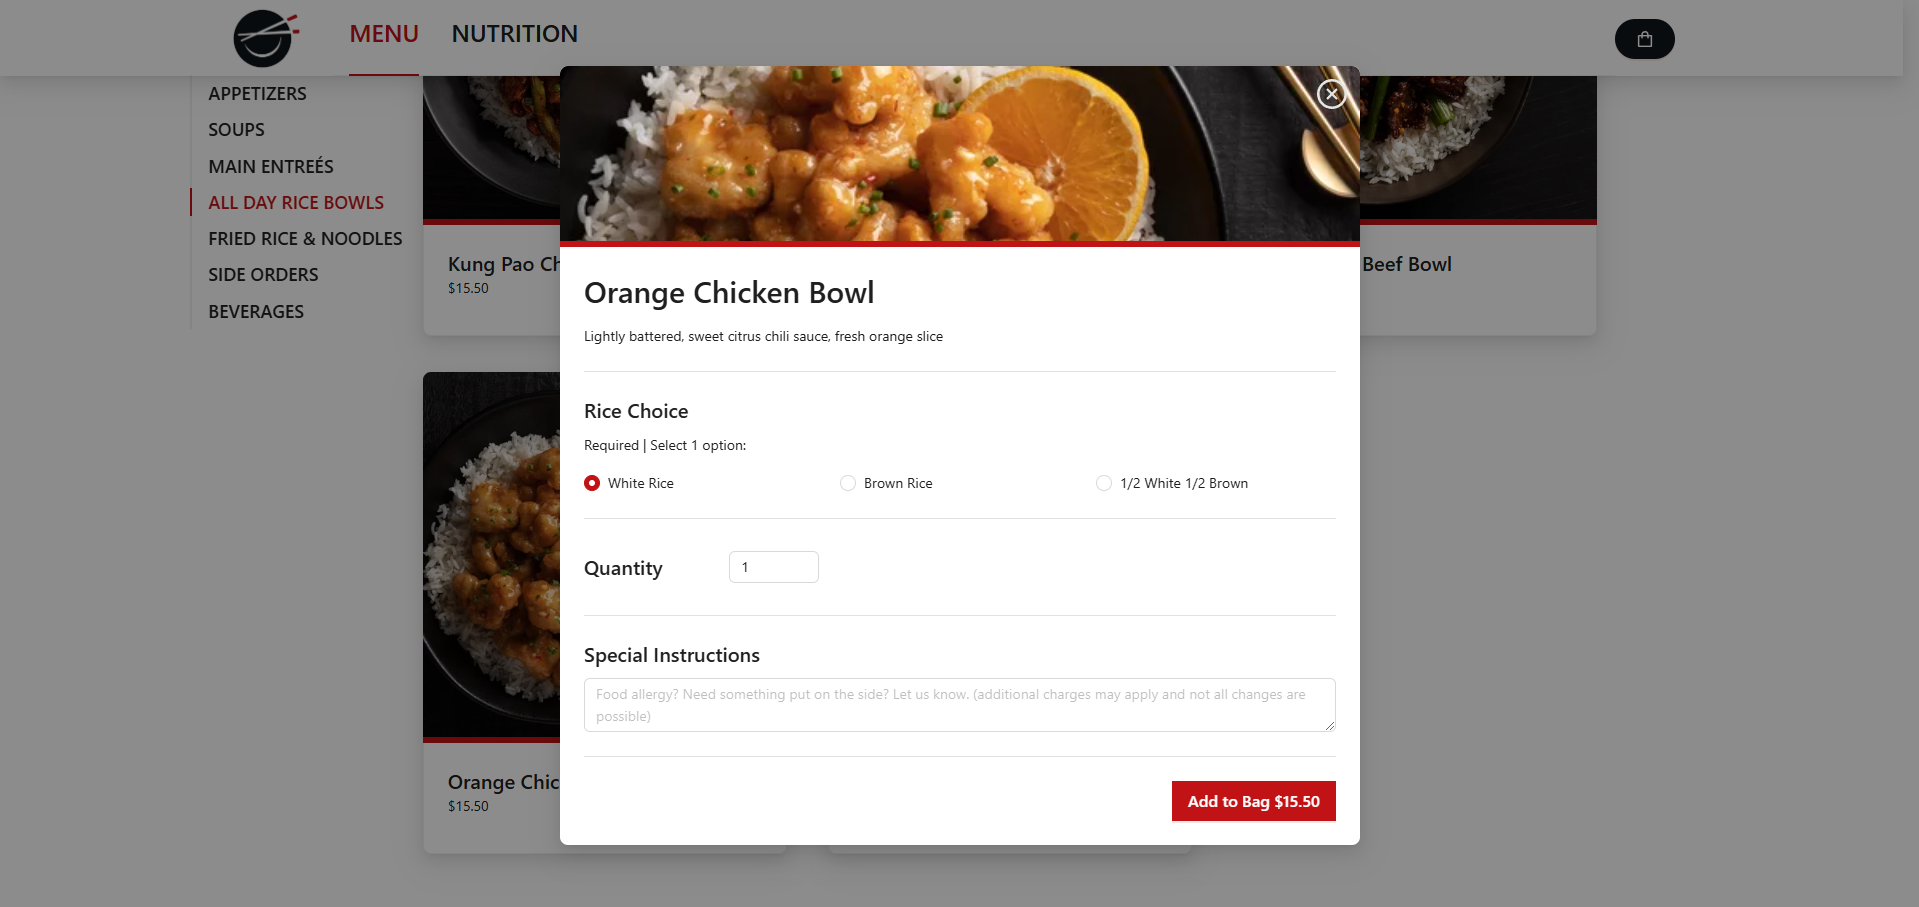 MENU
NUTRITION
APPETIZERS
SOUPS
MAIN ENTREÉS
ALL DAY RICE BOWLS
FRIED RICE & NOODLES
SIDE ORDERS
BEVERAGES
Kung Pao Ch
$15.50
Beef Bowl
Orange Chic
$15.50
Orange Chicken Bowl
Lightly battered, sweet citrus chili sauce, fresh orange slice
Rice Choice
Required | Select 1 option:
White Rice
Brown Rice
1/2 White 1/2 Brown
Quantity
1
Special Instructions
Food allergy? Need something put on the side? Let us know. (additional charges may apply and not all changes are
possible)
Add to Bag $15.50